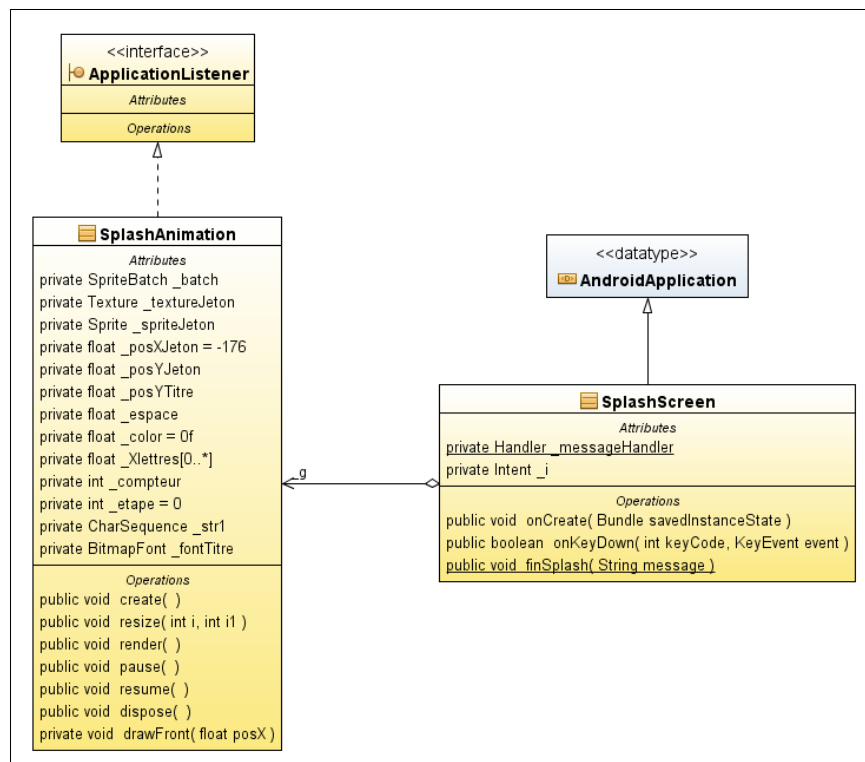 <<interface>>
ApplicationListener
Attributes
Operations
SplashAnimation
Attributes
private SpriteBatch _batch
private Texture _textureJeton
private Sprite _spriteJeton
private float _posXJeton = -176
private float _posYJeton
private float _posYTitre
private float _espace
private float _color = 0f
private float _Xlettres[0..*]
private int _compteur
private int _etape = 0
private CharSequence _str1
private BitmapFont _fontTitre
Operations
public void create( )
public void resize( int i, int i1 )
public void render( )
public void pause( )
public void resume( )
public void dispose( )
private void drawFront( float posX )
_g
<<datatype>>
AndroidApplication
SplashScreen
Attributes
private Handler _messageHandler
private Intent _i
Operations
public void onCreate( Bundle savedInstanceState )
public boolean onKeyDown( int keyCode, KeyEvent event )
public void finSplash( String message )